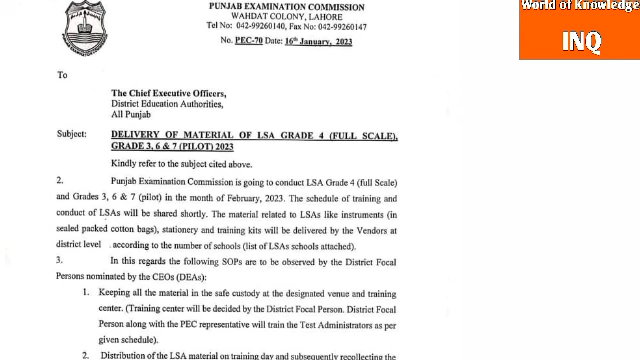 PUNJAB EXAMINATION COMMISSION
WAHDAT COLONY, LAHORE
Tel No: 042-99260140, Fax No: 042-99260147
No. PEC-70 Date: 16th January, 2023
World of Knowledge
INQ
To
The Chief Executive Officers,
District Education Authorities,
All Punjab
Subject: DELIVERY OF MATERIAL OF LSA GRADE 4 (FULL SCALE),
GRADE 3, 6 & 7 (PILOT) 2023
Kindly refer to the subject cited above.
2. Punjab Examination Commission is going to conduct LSA Grade 4 (full Scale)
and Grades 3, 6 & 7 (pilot) in the month of February, 2023. The schedule of training and
conduct of LSAs will be shared shortly. The material related to LSAs like instruments (in
sealed packed cotton bags), stationery and training kits will be delivered by the Vendors at
district level according to the number of schools (list of LSAs schools attached).
3. In this regards the following SOPs are to be observed by the District Focal
Persons nominated by the CEOs (DEAs):
1. Keeping all the material in the safe custody at the designated venue and training
center. (Training center will be decided by the District Focal Person. District Focal
Person along with the PEC representative will train the Test Administrators as per
given schedule).
2. Distribution of the LSA material on training day and subsequently recollecting the